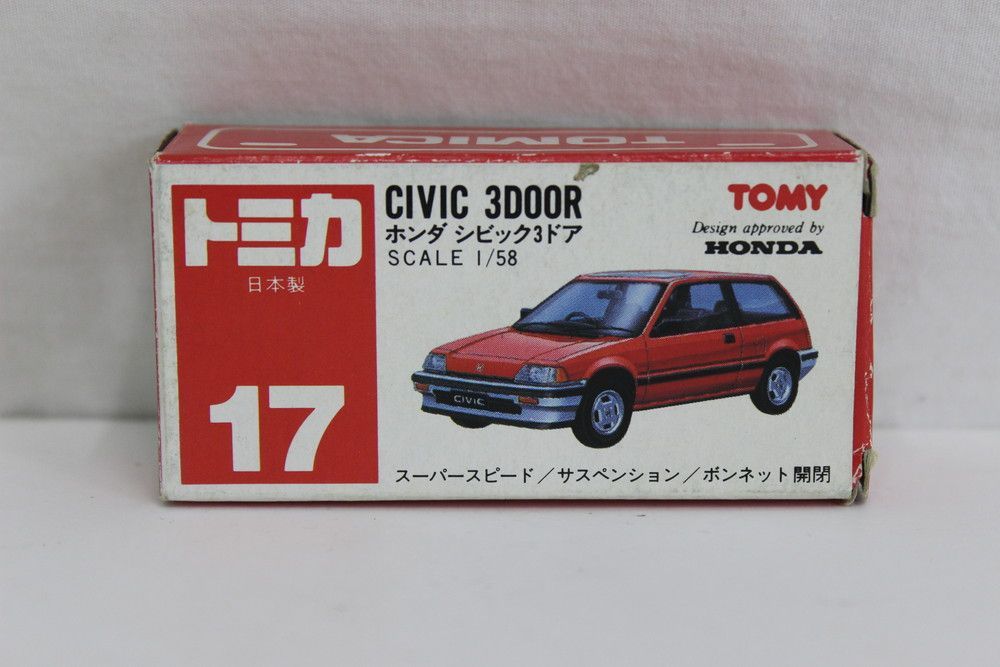 TOMICA
トミカ
日本製
17
CIVIC 3DOOR
ホンダ シビック3ドア
SCALE 1/58
TOMY
Design approved by
HONDA
CIVIC
スーパースピード/サスペンション/ボンネット開閉